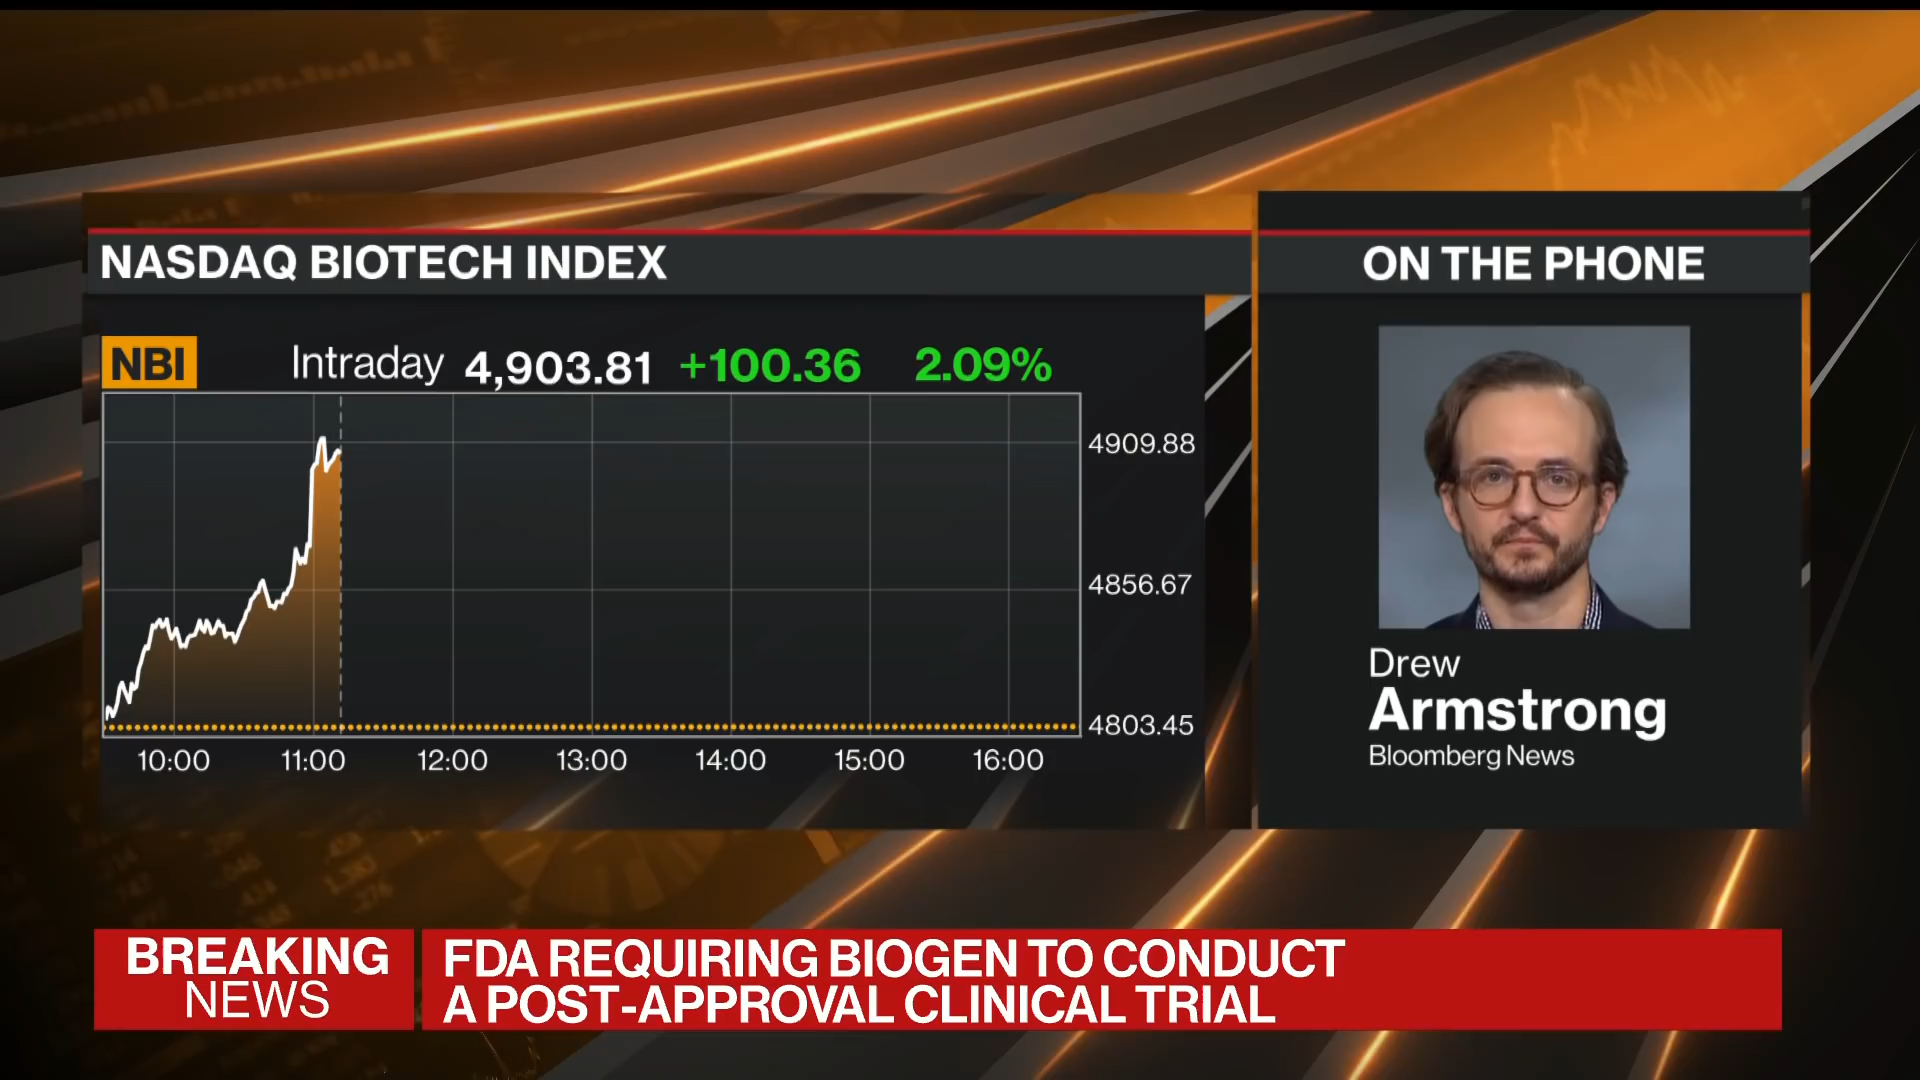 NASDAQ BIOTECH INDEX
NBI Intraday 4,903.81 +100.36 2.09%
4909.88
4856.67
4803.45
10:00 11:00 12:00 13:00 14:00 15:00 16:00
ON THE PHONE
Drew
Armstrong
Bloomberg News
BREAKING
NEWS
FDA REQUIRING BIOGEN TO CONDUCT
A POST-APPROVAL CLINICAL TRIAL